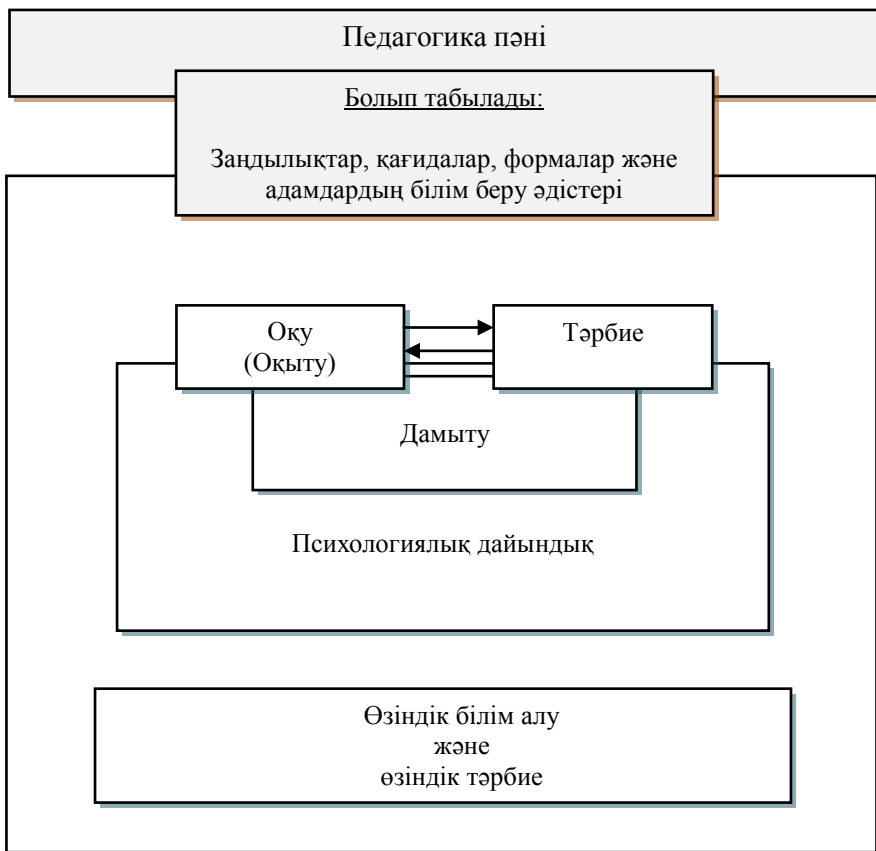 Педагогика пәні
Болып табылады:
Заңдылықтар, қағидалар, формалар және
адамдардың білім беру әдістері
Оқу
(Оқыту)
Тәрбие
Дамыту
Психологиялық дайындық
Өзіндік білім алу
және
өзіндік тәрбие